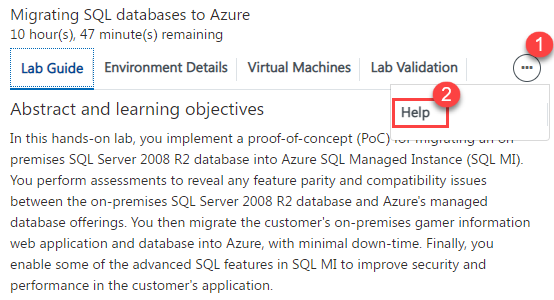 Migrating SQL databases to Azure
10 hour(s), 47 minute(s) remaining
1
Lab Guide Environment Details Virtual Machines Lab Validation ...
2
Help
Abstract and learning objectives
In this hands-on lab, you implement a proof-of-concept (PoC) for migrating an on-
premises SQL Server 2008 R2 database into Azure SQL Managed Instance (SQL MI).
You perform assessments to reveal any feature parity and compatibility issues
between the on-premises SQL Server 2008 R2 database and Azure's managed
database offerings. You then migrate the customer's on-premises gamer information
web application and database into Azure, with minimal down-time. Finally, you
enable some of the advanced SQL features in SQL MI to improve security and
performance in the customer's application.